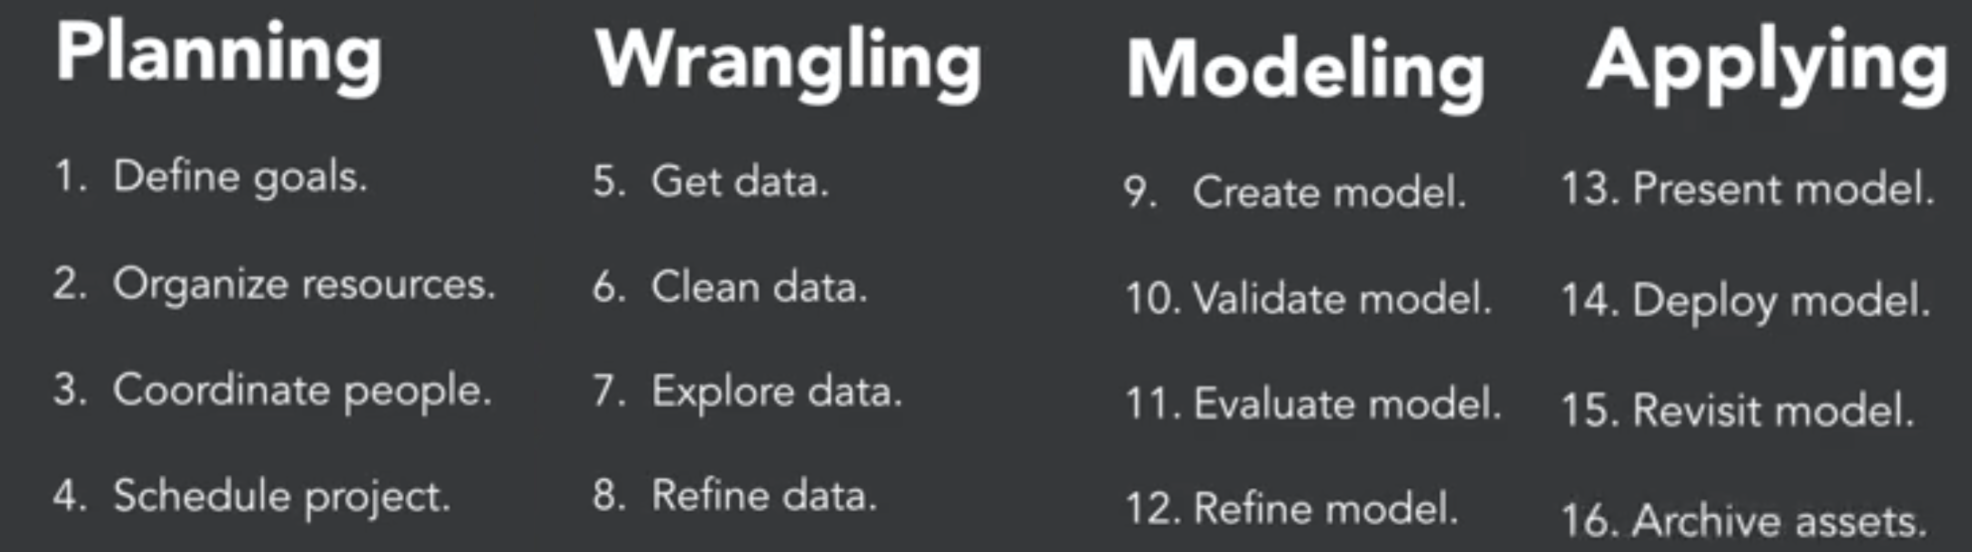 Planning
1. Define goals.
2. Organize resources.
3. Coordinate people.
4. Schedule project.
Wrangling
5. Get data.
6. Clean data.
7. Explore data.
8. Refine data.
Modeling
9. Create model.
10. Validate model.
11. Evaluate model.
12. Refine model.
Applying
13. Present model.
14. Deploy model.
15. Revisit model.
16. Archive assets.